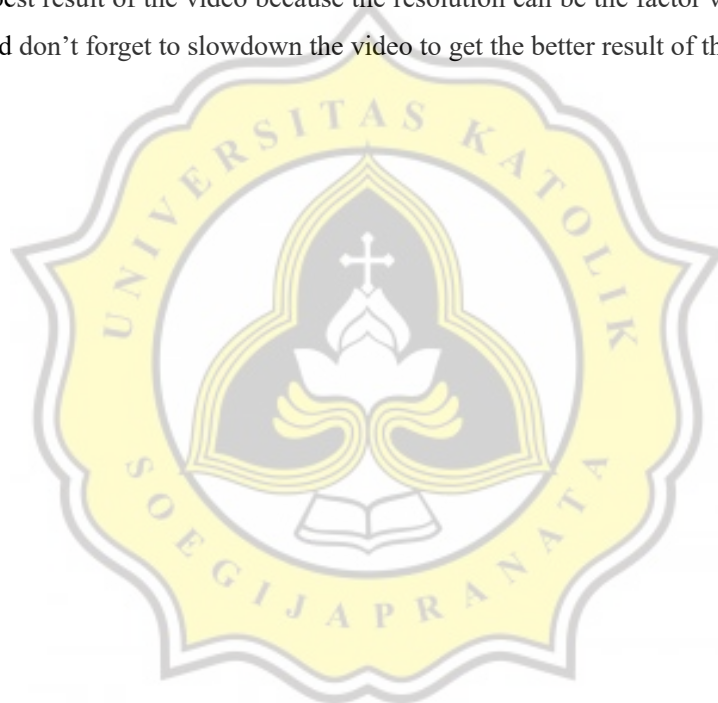 best result of the video because the resolution can be the factor
d don’t forget to slowdown the video to get the better result of
UNIVERSITAS KATOLIK
SOEGIJAPRANATA